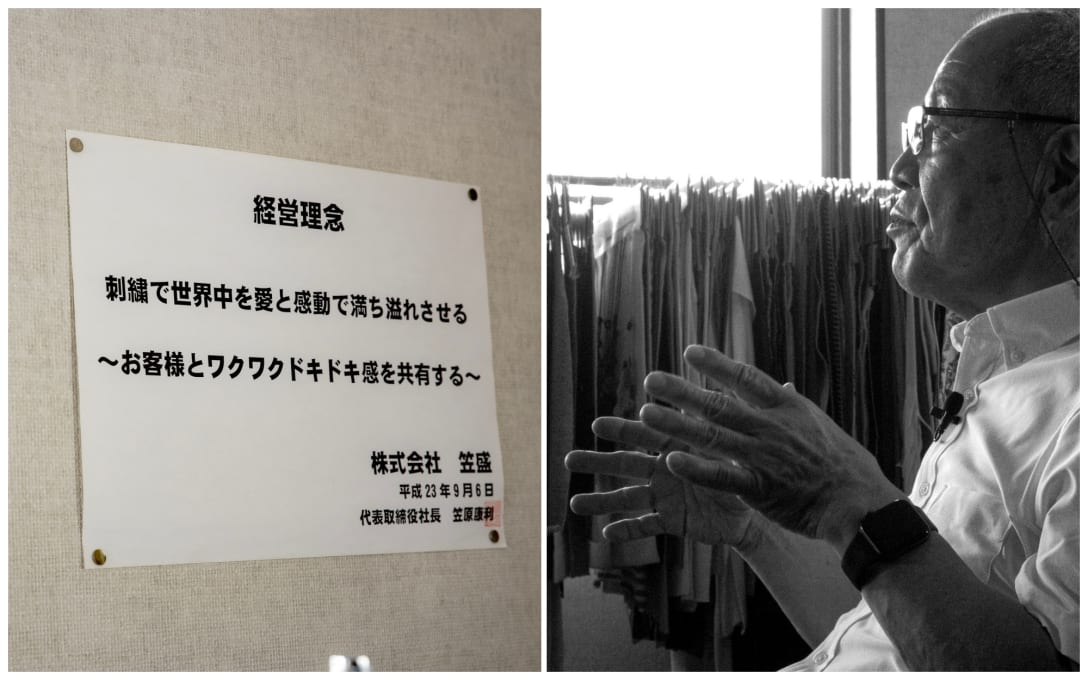 経営理念
刺繍で世界中を愛と感動で満ち溢れさせる
～お客様とワクワクドキドキ感を共有する～
株式会社　笠盛
平成23年9月6日
代表取締役社長　笠原康利